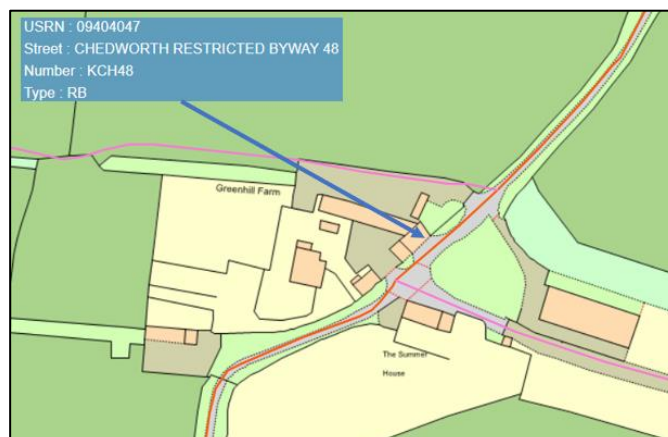 USRN : 09404047
Street : CHEDWORTH RESTRICTED BYWAY 48
Number : KCH48
Type : RB
Greenhill Farm
The Summer
House